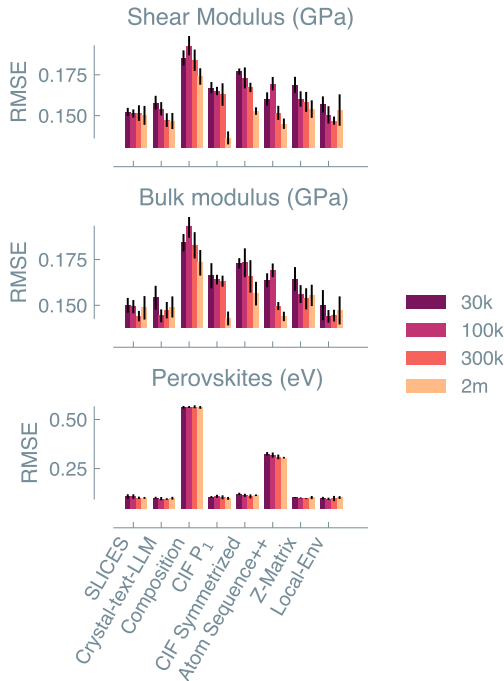 Shear Modulus (GPa)
RMSE
0.175
0.150
Bulk modulus (GPa)
RMSE
0.175
0.150
Perovskites (eV)
RMSE
0.50
0.25
SLICES
Crystal-text-LLM
Composition
CIF P1
CIF Symmetrized
Atom Sequence++
Z-Matrix
Local-Env
30k
100k
300k
2m